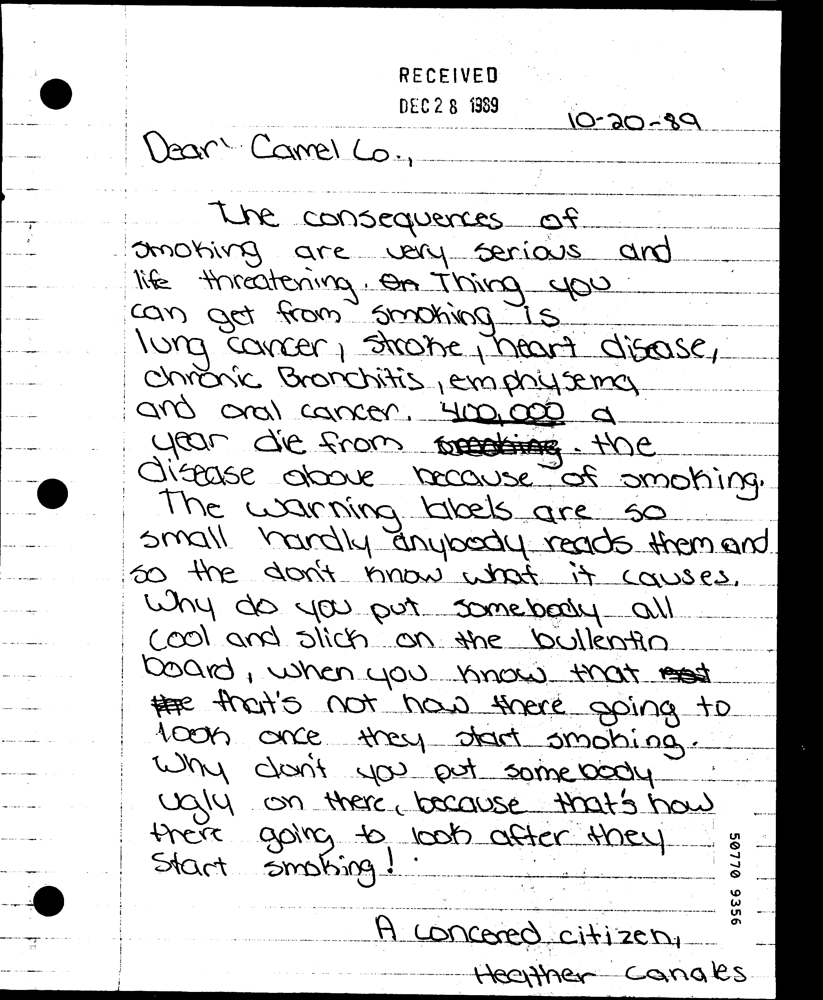 RECEIVED
DEC 28 1989
10-20-89
Dear Camel Co.,
The consequences of
smoking are very serious and
life threatening. Thing you
can get from smoking is
lung cancer, stroke, heart disease,
chronic Bronchitis, emphysema
and oral cancer. 400,000 a
year die from smoking. the
disease above because of smoking.
The warning labels are so
small hardly anybody reads them and
so the don't know what it causes.
Why do you put somebody all
cool and slick on the bullentin
board, when you know that not
the that's not how there going to
look once they start smoking.
Why don't you put somebody
ugly on there, because that's how
there going to look after they
start smoking!
A concered citizen,
Heather Canales
50770 9356